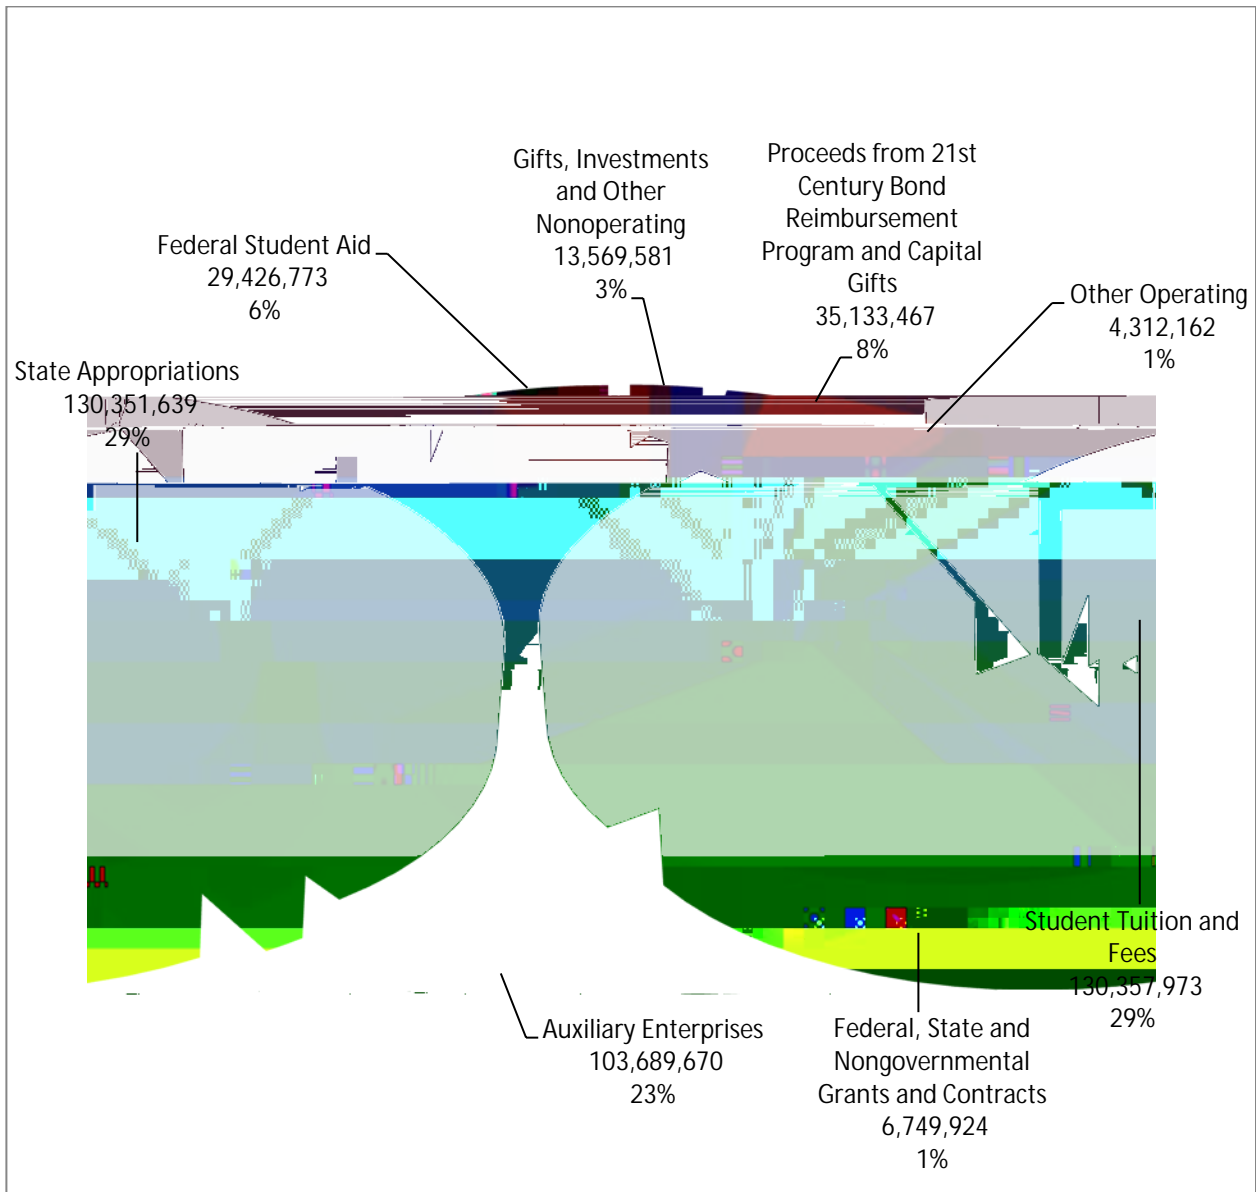 Gifts, Investments
and Other
Nonoperating
13,569,581
3%
Proceeds from 21st
Century Bond
Reimbursement
Program and Capital
Gifts
35,133,467
8%
Federal Student Aid
29,426,773
6%
Other Operating
4,312,162
1%
State Appropriations
130,351,639
29%
Student Tuition and
Fees
130,357,973
29%
Auxiliary Enterprises
103,689,670
23%
Federal, State and
Nongovernmental
Grants and Contracts
6,749,924
1%